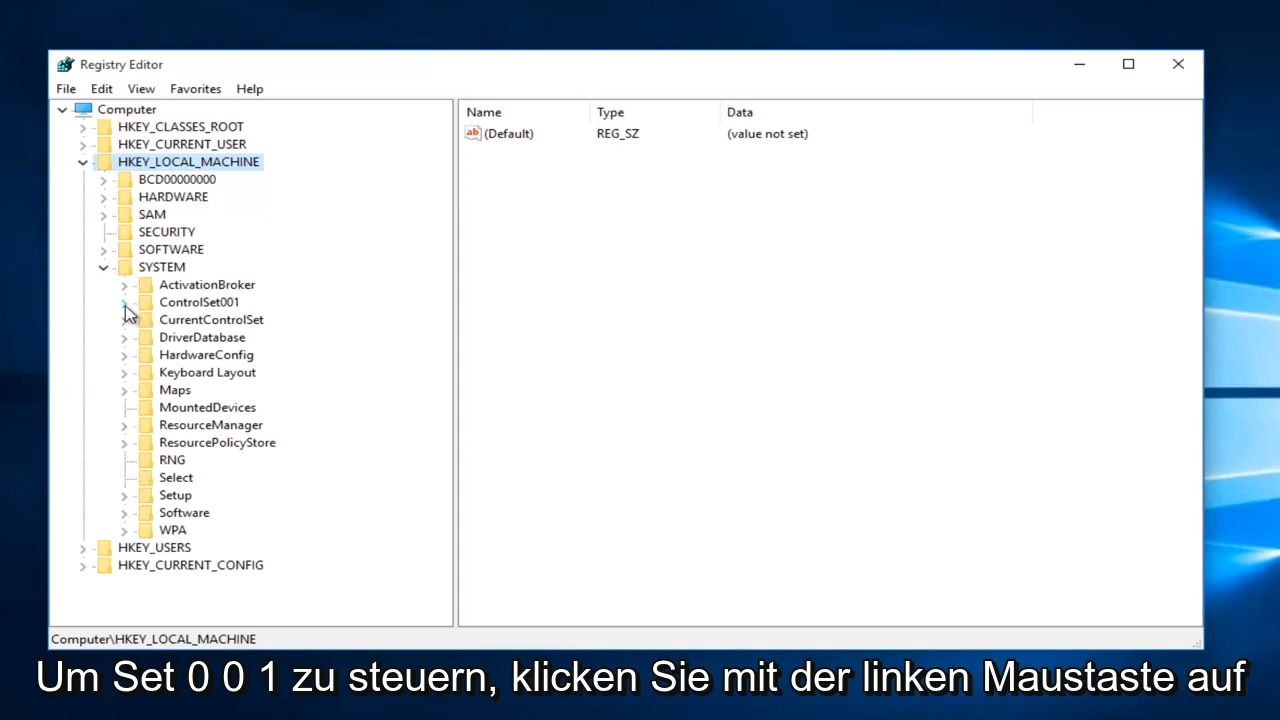 Registry Editor
File Edit View Favorites Help
Computer
HKEY_CLASSES_ROOT
HKEY_CURRENT_USER
HKEY_LOCAL_MACHINE
BCD00000000
HARDWARE
SAM
SECURITY
SOFTWARE
SYSTEM
ActivationBroker
ControlSet001
CurrentControlSet
DriverDatabase
HardwareConfig
Keyboard Layout
Maps
MountedDevices
ResourceManager
ResourcePolicyStore
RNG
Select
Setup
Software
WPA
HKEY_USERS
HKEY_CURRENT_CONFIG
Name Type Data
ab (Default) REG_SZ (value not set)
Computer\HKEY_LOCAL_MACHINE
Um Set 0 0 1 zu steuern, klicken Sie mit der linken Maustaste auf